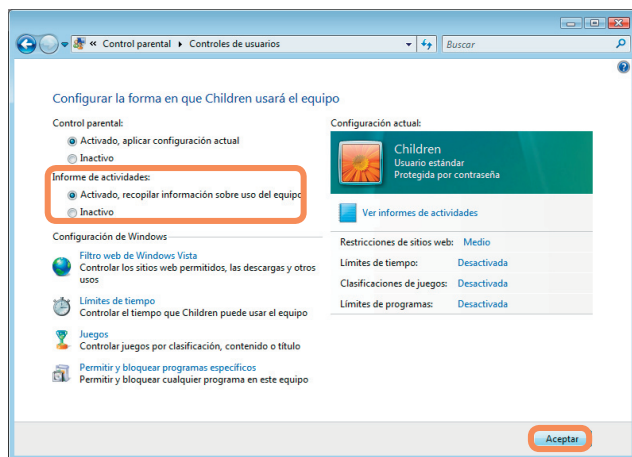 « Control parental ▸ Controles de usuarios
Buscar
Configurar la forma en que Children usará el equipo
Control parental:
Activado, aplicar configuración actual
Inactivo
Informe de actividades:
Activado, recopilar información sobre uso del equipo
Inactivo
Configuración de Windows
Filtro web de Windows Vista
Controlar los sitios web permitidos, las descargas y otros
usos
Límites de tiempo
Controlar el tiempo que Children puede usar el equipo
Juegos
Controlar juegos por clasificación, contenido o título
Permitir y bloquear programas específicos
Permitir y bloquear cualquier programa en este equipo
Configuración actual:
Children
Usuario estándar
Protegida por contraseña
Ver informes de actividades
Restricciones de sitios web: Medio
Límites de tiempo: Desactivada
Clasificaciones de juegos: Desactivada
Límites de programas: Desactivada
Aceptar